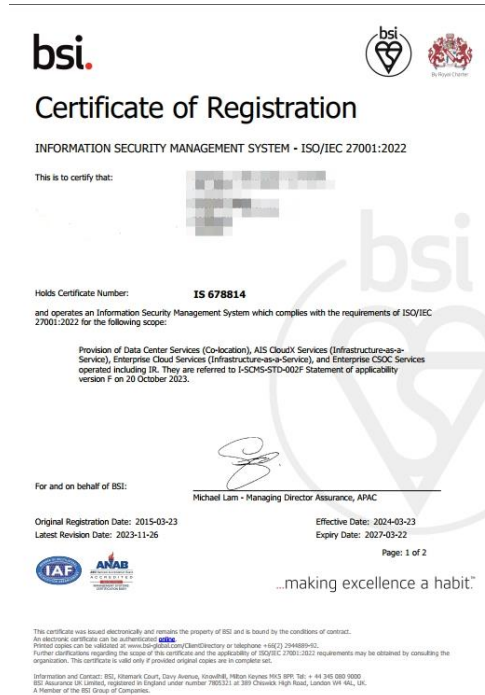 bsi.
bsi.
By Royal Charter
Certificate of Registration
INFORMATION SECURITY MANAGEMENT SYSTEM - ISO/IEC 27001:2022
This is to certify that:
bsi
Holds Certificate Number:
IS 678814
and operates an Information Security Management System which complies with the requirements of ISO/IEC
27001:2022 for the following scope:
Provision of Data Center Services (Co-location), AIS CloudX Services (Infrastructure-as-a-
Service), Enterprise Cloud Services (Infrastructure-as-a-Service), and Enterprise CSOC Services
operated including IR. They are referred to I-SCMS-STD-002F Statement of applicability
version F on 20 October 2023.
For and on behalf of BSI:
Michael Lam - Managing Director Assurance, APAC
Original Registration Date: 2015-03-23
Effective Date: 2024-03-23
Latest Revision Date: 2023-11-26
Expiry Date: 2027-03-22
Page: 1 of 2
IAF
ANAB
ACCREDITED
...making excellence a habit.™
This certificate was issued electronically and remains the property of BSI and is bound by the conditions of contract.
An electronic certificate can be authenticated online.
Printed copies can be validated at www.bsi-global.com/ClientDirectory or telephone +66(2) 2944889-92.
Further clarifications regarding the scope of this certificate and the applicability of ISO/IEC 27001:2022 requirements may be obtained by consulting the
organization. This certificate is valid only if provided original copies are in complete set.
Information and Contact: BSI, Kitemark Court, Davy Avenue, Knowlhill, Milton Keynes MK5 8PP. Tel: + 44 345 080 9000
BSI Assurance UK Limited, registered in England under number 7805321 at 389 Chiswick High Road, London W4 4AL, UK.
A Member of the BSI Group of Companies.